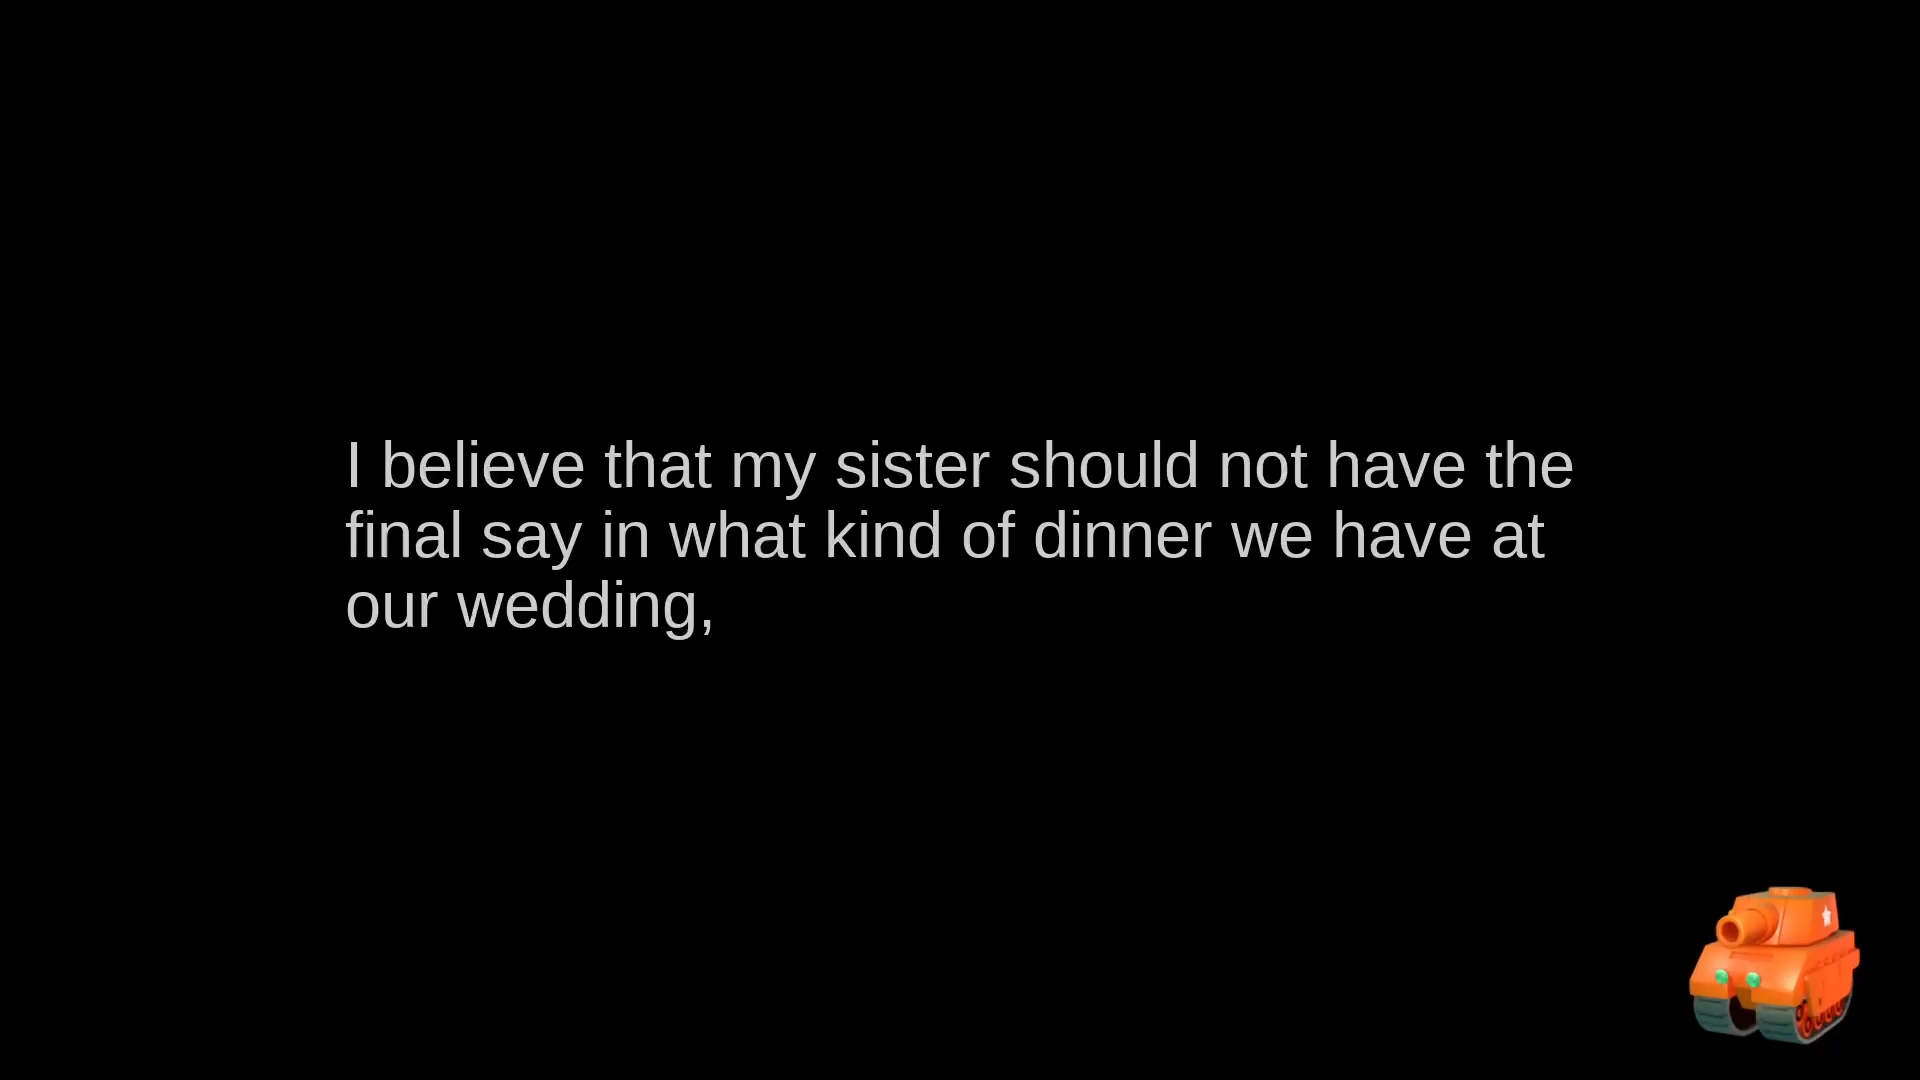 I believe that my sister should not have the
final say in what kind of dinner we have at
our wedding,